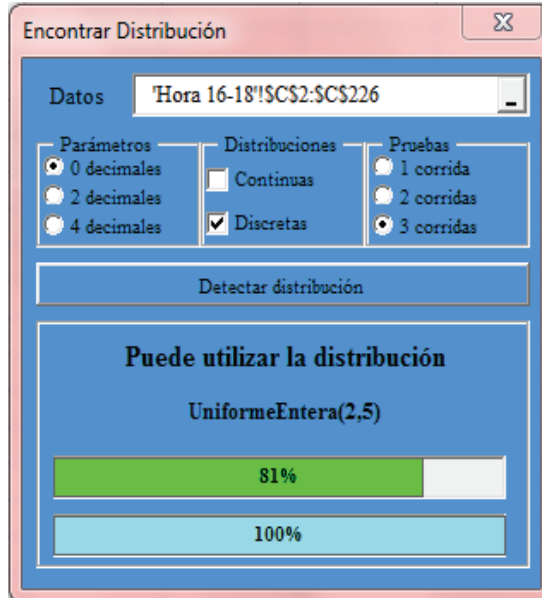 Encontrar Distribución
Datos 'Hora 16-18'!$C$2:$C$226
Parámetros Distribuciones Pruebas
0 decimales Continuas 1 corrida
2 decimales 2 corridas
4 decimales Discretas 3 corridas
Detectar distribución
Puede utilizar la distribución
UniformeEntera(2,5)
81%
100%